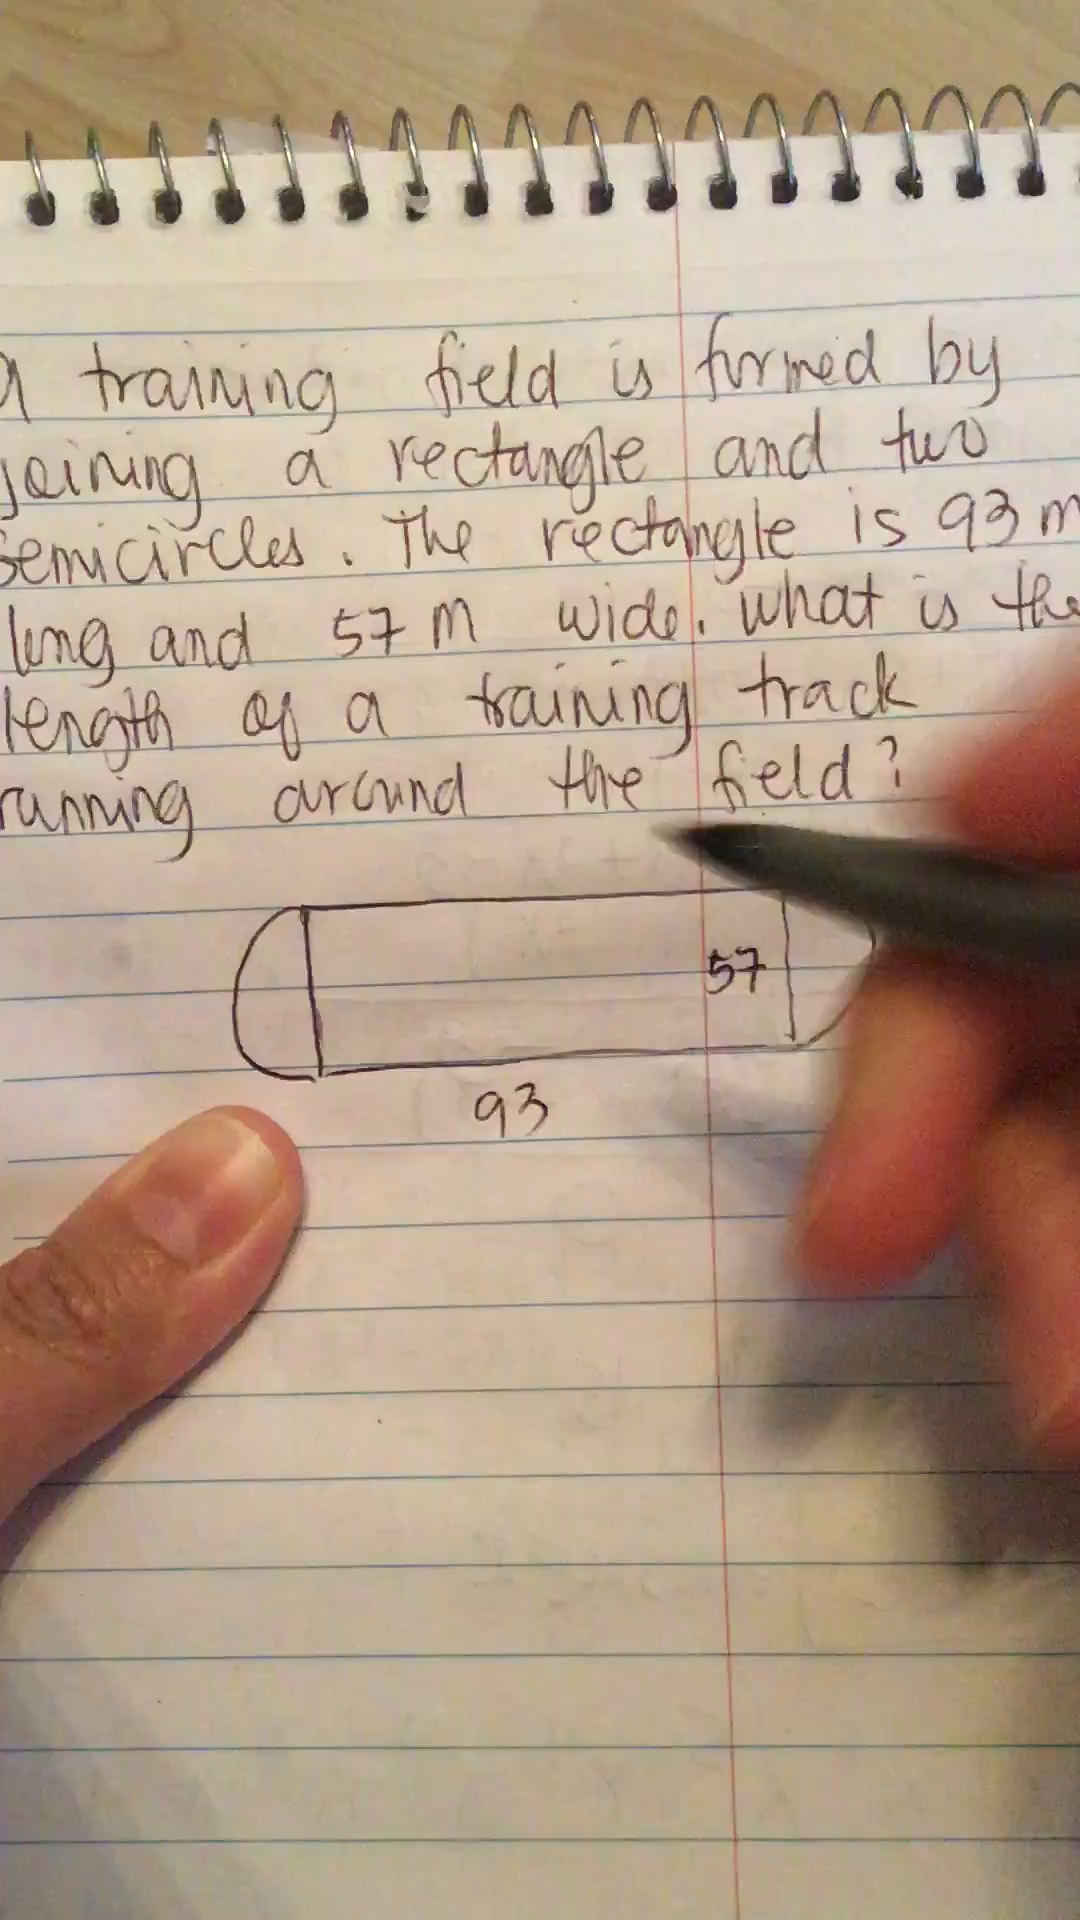 A training field is formed by
joining a rectangle and two
semicircles. The rectangle is 93 m
long and 57 m wide. what is the
length of a training track
running around the field?
57
93